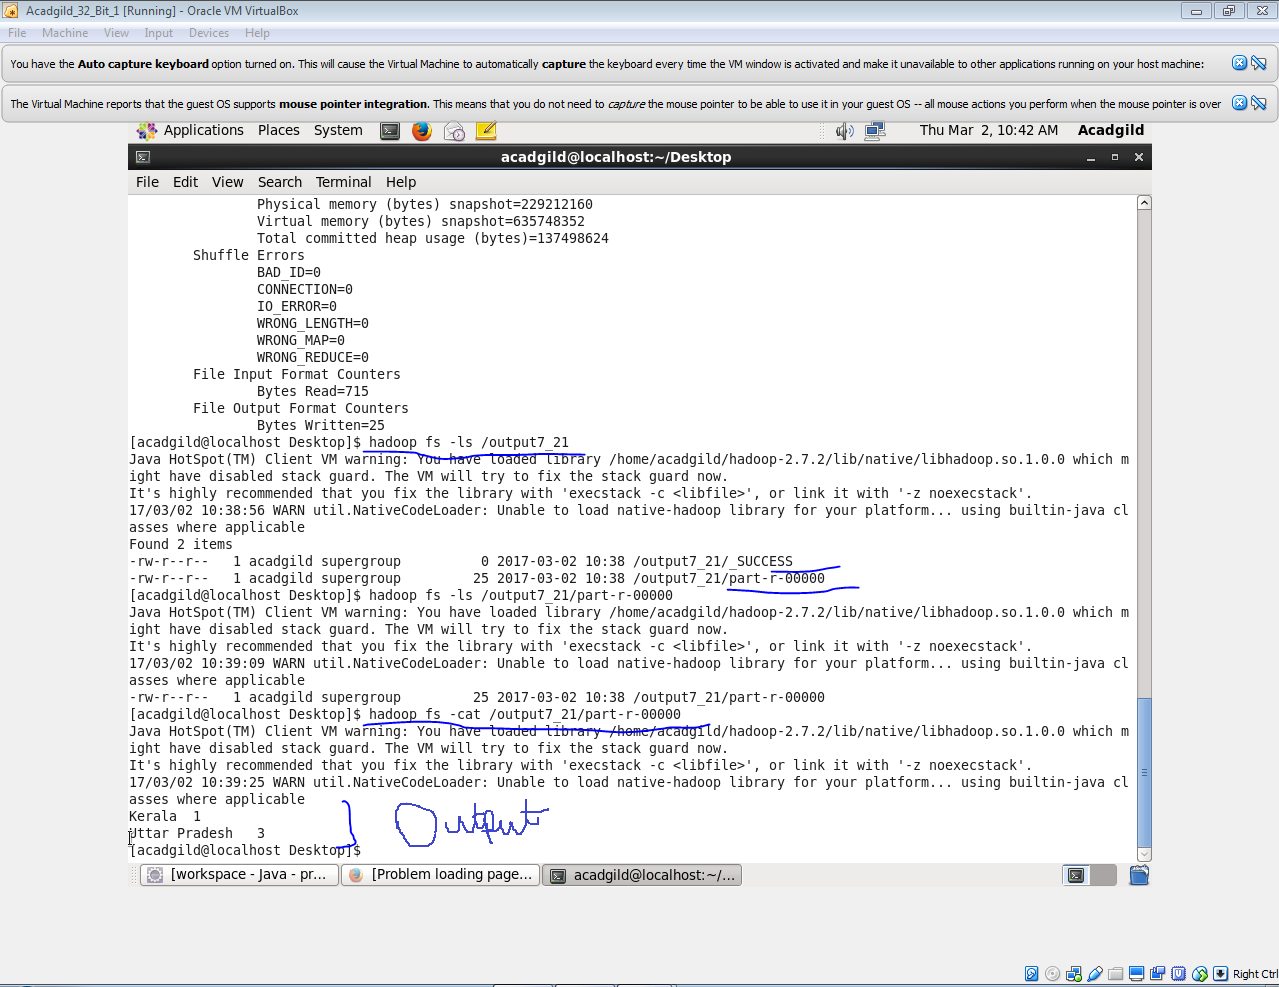 Acadgild_32_Bit_1 [Running] - Oracle VM VirtualBox
File Machine View Input Devices Help
You have the Auto capture keyboard option turned on. This will cause the Virtual Machine to automatically capture the keyboard every time the VM window is activated and make it unavailable to other applications running on your host machine:
The Virtual Machine reports that the guest OS supports mouse pointer integration. This means that you do not need to capture the mouse pointer to be able to use it in your guest OS -- all mouse actions you perform when the mouse pointer is over
Applications Places System Thu Mar 2, 10:42 AM Acadgild
acadgild@localhost:~/Desktop
File Edit View Search Terminal Help
Physical memory (bytes) snapshot=229212160
Virtual memory (bytes) snapshot=635748352
Total committed heap usage (bytes)=137498624
Shuffle Errors
BAD_ID=0
CONNECTION=0
IO_ERROR=0
WRONG_LENGTH=0
WRONG_MAP=0
WRONG_REDUCE=0
File Input Format Counters
Bytes Read=715
File Output Format Counters
Bytes Written=25
[acadgild@localhost Desktop]$ hadoop fs -ls /output7_21
Java HotSpot(TM) Client VM warning: You have loaded library /home/acadgild/hadoop-2.7.2/lib/native/libhadoop.so.1.0.0 which m
ight have disabled stack guard. The VM will try to fix the stack guard now.
It's highly recommended that you fix the library with 'execstack -c <libfile>', or link it with '-z noexecstack'.
17/03/02 10:38:56 WARN util.NativeCodeLoader: Unable to load native-hadoop library for your platform... using builtin-java cl
asses where applicable
Found 2 items
-rw-r--r-- 1 acadgild supergroup 0 2017-03-02 10:38 /output7_21/_SUCCESS
-rw-r--r-- 1 acadgild supergroup 25 2017-03-02 10:38 /output7_21/part-r-00000
[acadgild@localhost Desktop]$ hadoop fs -ls /output7_21/part-r-00000
Java HotSpot(TM) Client VM warning: You have loaded library /home/acadgild/hadoop-2.7.2/lib/native/libhadoop.so.1.0.0 which m
ight have disabled stack guard. The VM will try to fix the stack guard now.
It's highly recommended that you fix the library with 'execstack -c <libfile>', or link it with '-z noexecstack'.
17/03/02 10:39:09 WARN util.NativeCodeLoader: Unable to load native-hadoop library for your platform... using builtin-java cl
asses where applicable
-rw-r--r-- 1 acadgild supergroup 25 2017-03-02 10:38 /output7_21/part-r-00000
[acadgild@localhost Desktop]$ hadoop fs -cat /output7_21/part-r-00000
Java HotSpot(TM) Client VM warning: You have loaded library /home/acadgild/hadoop-2.7.2/lib/native/libhadoop.so.1.0.0 which m
ight have disabled stack guard. The VM will try to fix the stack guard now.
It's highly recommended that you fix the library with 'execstack -c <libfile>', or link it with '-z noexecstack'.
17/03/02 10:39:25 WARN util.NativeCodeLoader: Unable to load native-hadoop library for your platform... using builtin-java cl
asses where applicable
Kerala 1
Uttar Pradesh 3
Output
[acadgild@localhost Desktop]$
[workspace - Java - pr... [Problem loading page... acadgild@localhost:~/...
Right Ctrl